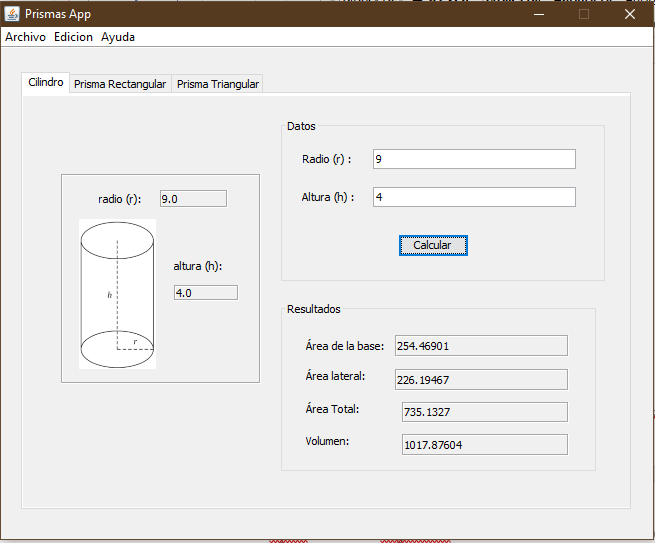 Prismas App
Archivo Edicion Ayuda
Cilindro Prisma Rectangular Prisma Triangular
Datos
Radio (r) : 9
Altura (h) : 4
Calcular
radio (r): 9.0
altura (h):
4.0
h
r
Resultados
Área de la base: 254.46901
Área lateral: 226.19467
Área Total: 735.1327
Volumen: 1017.87604